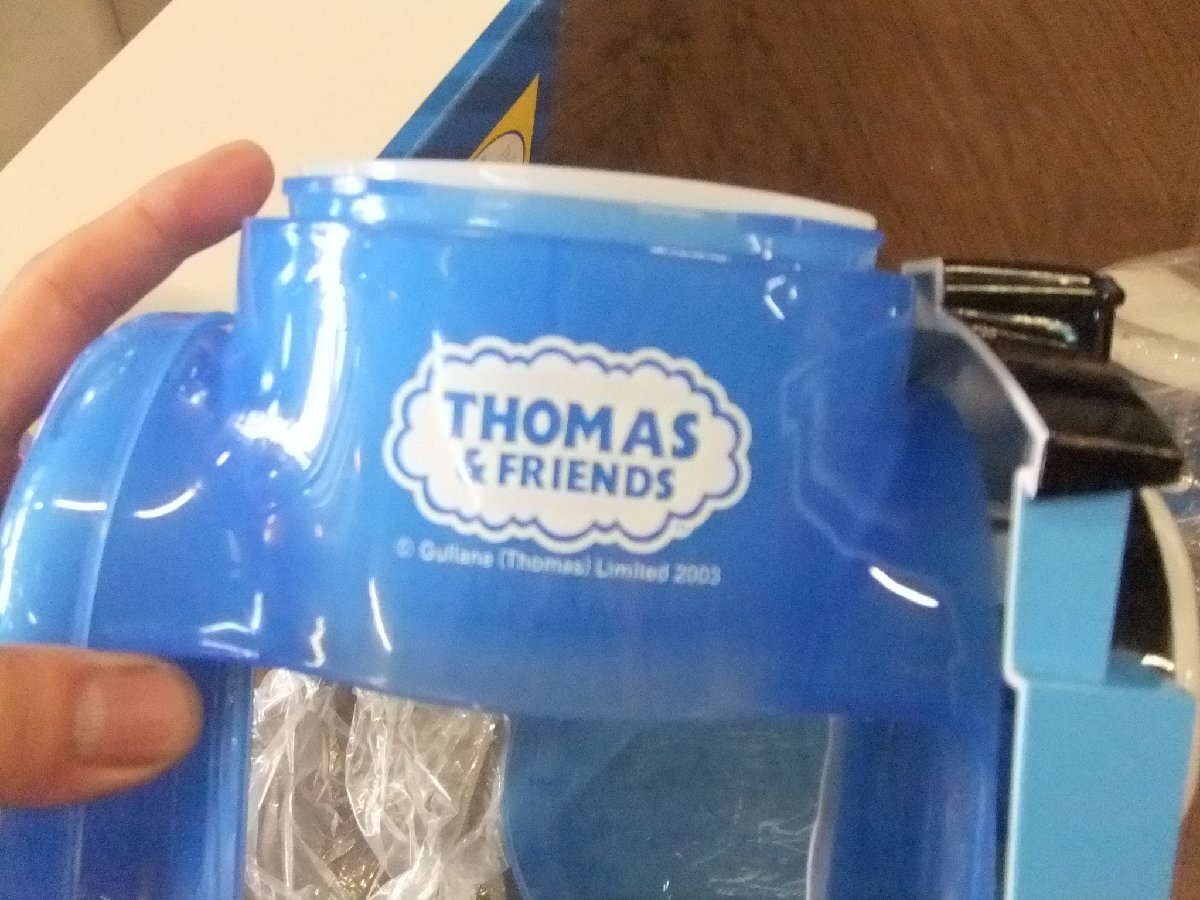 THOMAS
& FRIENDS
© Gullane (Thomas) Limited 2003